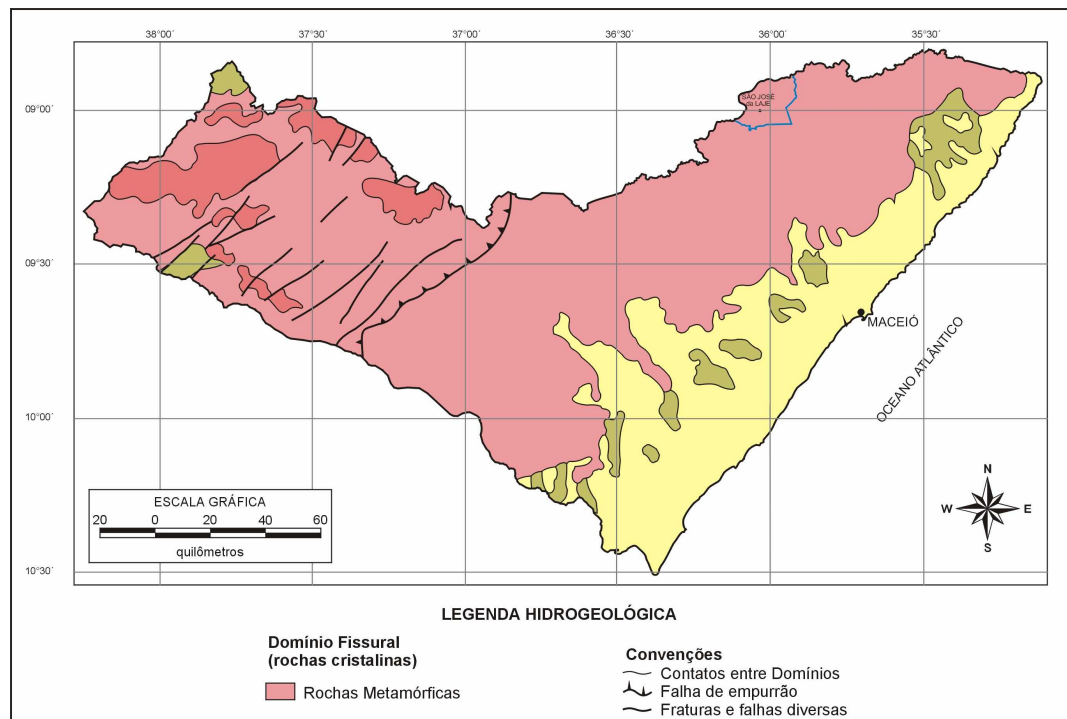 38°00´ 37°30´ 37°00´ 36°30´ 36°00´ 35°30´
09°00´
SÃO JOSÉ
da LAJE
09°30´
MACEIÓ
OCEANO ATLÂNTICO
10°00´
ESCALA GRÁFICA
20 0 20 40 60
quilômetros
N
W E
S
10°30´
LEGENDA HIDROGEOLÓGICA
Domínio Fissural
(rochas cristalinas)
Rochas Metamórficas
Convenções
Contatos entre Domínios
Falha de empurrão
Fraturas e falhas diversas